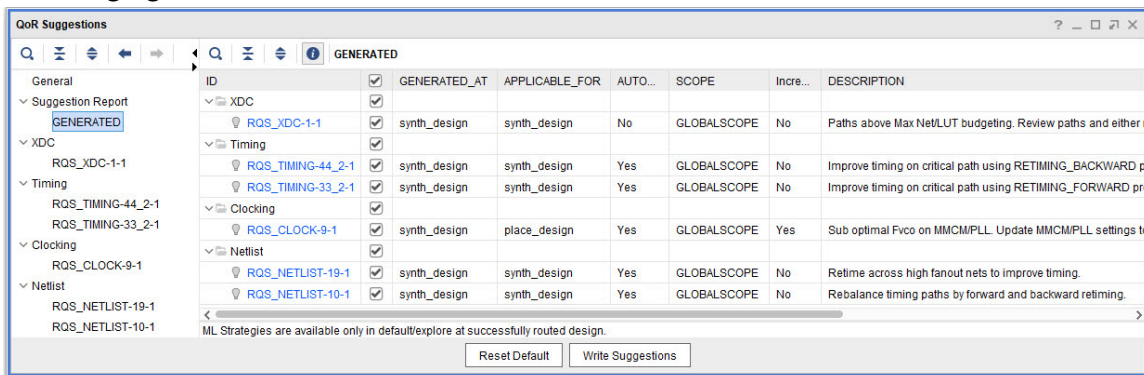 QoR Suggestions
GENERATED
General
Suggestion Report
GENERATED
XDC
RQS_XDC-1-1
Timing
RQS_TIMING-44_2-1
RQS_TIMING-33_2-1
Clocking
RQS_CLOCK-9-1
Netlist
RQS_NETLIST-19-1
RQS_NETLIST-10-1
ID GENERATED_AT APPLICABLE_FOR AUTO... SCOPE Incre... DESCRIPTION
XDC
RQS_XDC-1-1 synth_design synth_design No GLOBALSCOPE No Paths above Max Net/LUT budgeting. Review paths and either
Timing
RQS_TIMING-44_2-1 synth_design synth_design Yes GLOBALSCOPE No Improve timing on critical path using RETIMING_BACKWARD
RQS_TIMING-33_2-1 synth_design synth_design Yes GLOBALSCOPE No Improve timing on critical path using RETIMING_FORWARD
Clocking
RQS_CLOCK-9-1 synth_design place_design Yes GLOBALSCOPE Yes Sub optimal Fvco on MMCM/PLL. Update MMCM/PLL settings
Netlist
RQS_NETLIST-19-1 synth_design synth_design Yes GLOBALSCOPE No Retime across high fanout nets to improve timing.
RQS_NETLIST-10-1 synth_design synth_design Yes GLOBALSCOPE No Rebalance timing paths by forward and backward retiming.
ML Strategies are available only in default/explore at successfully routed design.
Reset Default Write Suggestions